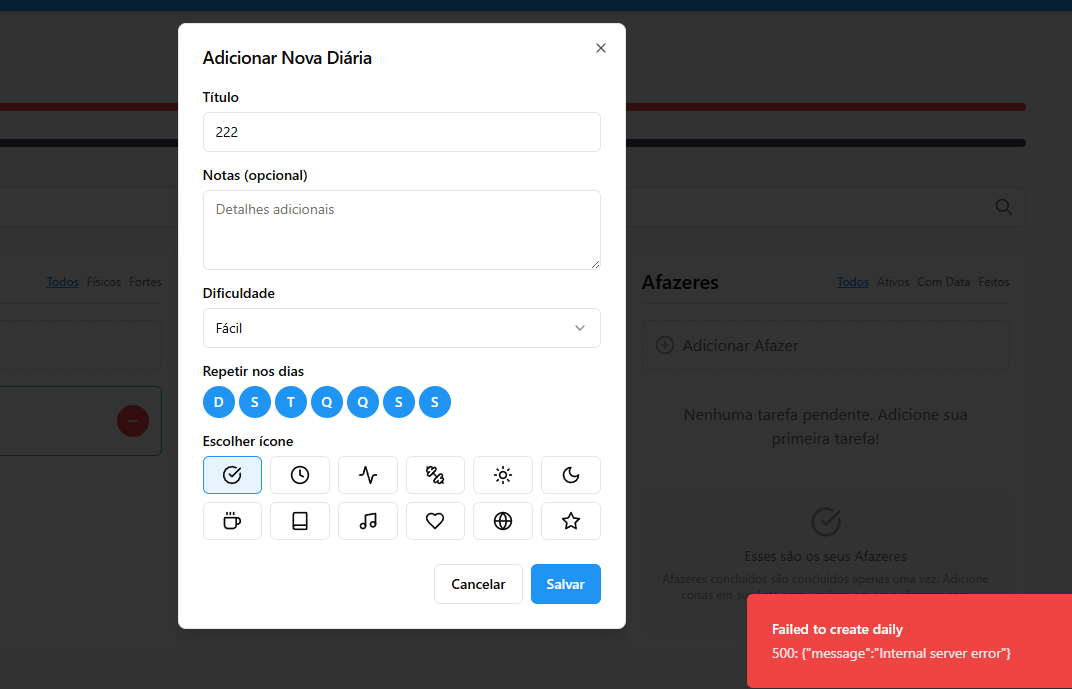 Adicionar Nova Diária
Título
222
Notas (opcional)
Detalhes adicionais
Dificuldade
Fácil
Repetir nos dias
D S T Q Q S S
Escolher ícone
Cancelar Salvar
Todos Físicos Fortes
Afazeres
Todos Ativos Com Data Feitos
Adicionar Afazer
Nenhuma tarefa pendente. Adicione sua
primeira tarefa!
Esses são os seus Afazeres
Afazeres concluídos são concluídos apenas uma vez. Adicione
coisas em
Failed to create daily
500: {"message":"Internal server error"}